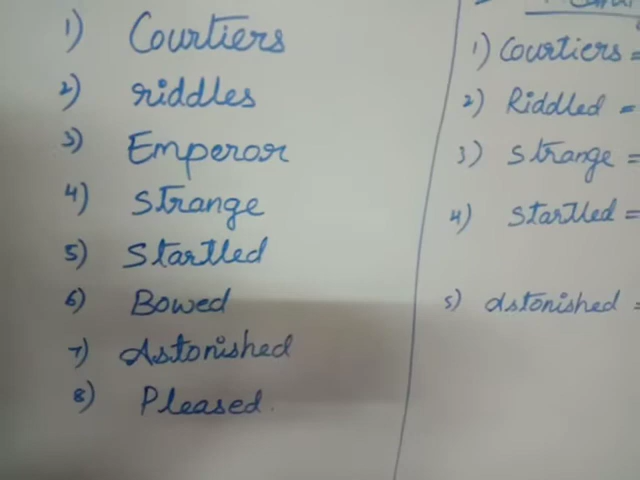 1) Courtiers
2) riddles
3) Emperor
4) strange
5) Startled
6) Bowed
7) Astonished
8) Pleased.
1) Courtiers =
2) Riddled =
3) strange =
4) startled =
5) Astonished =